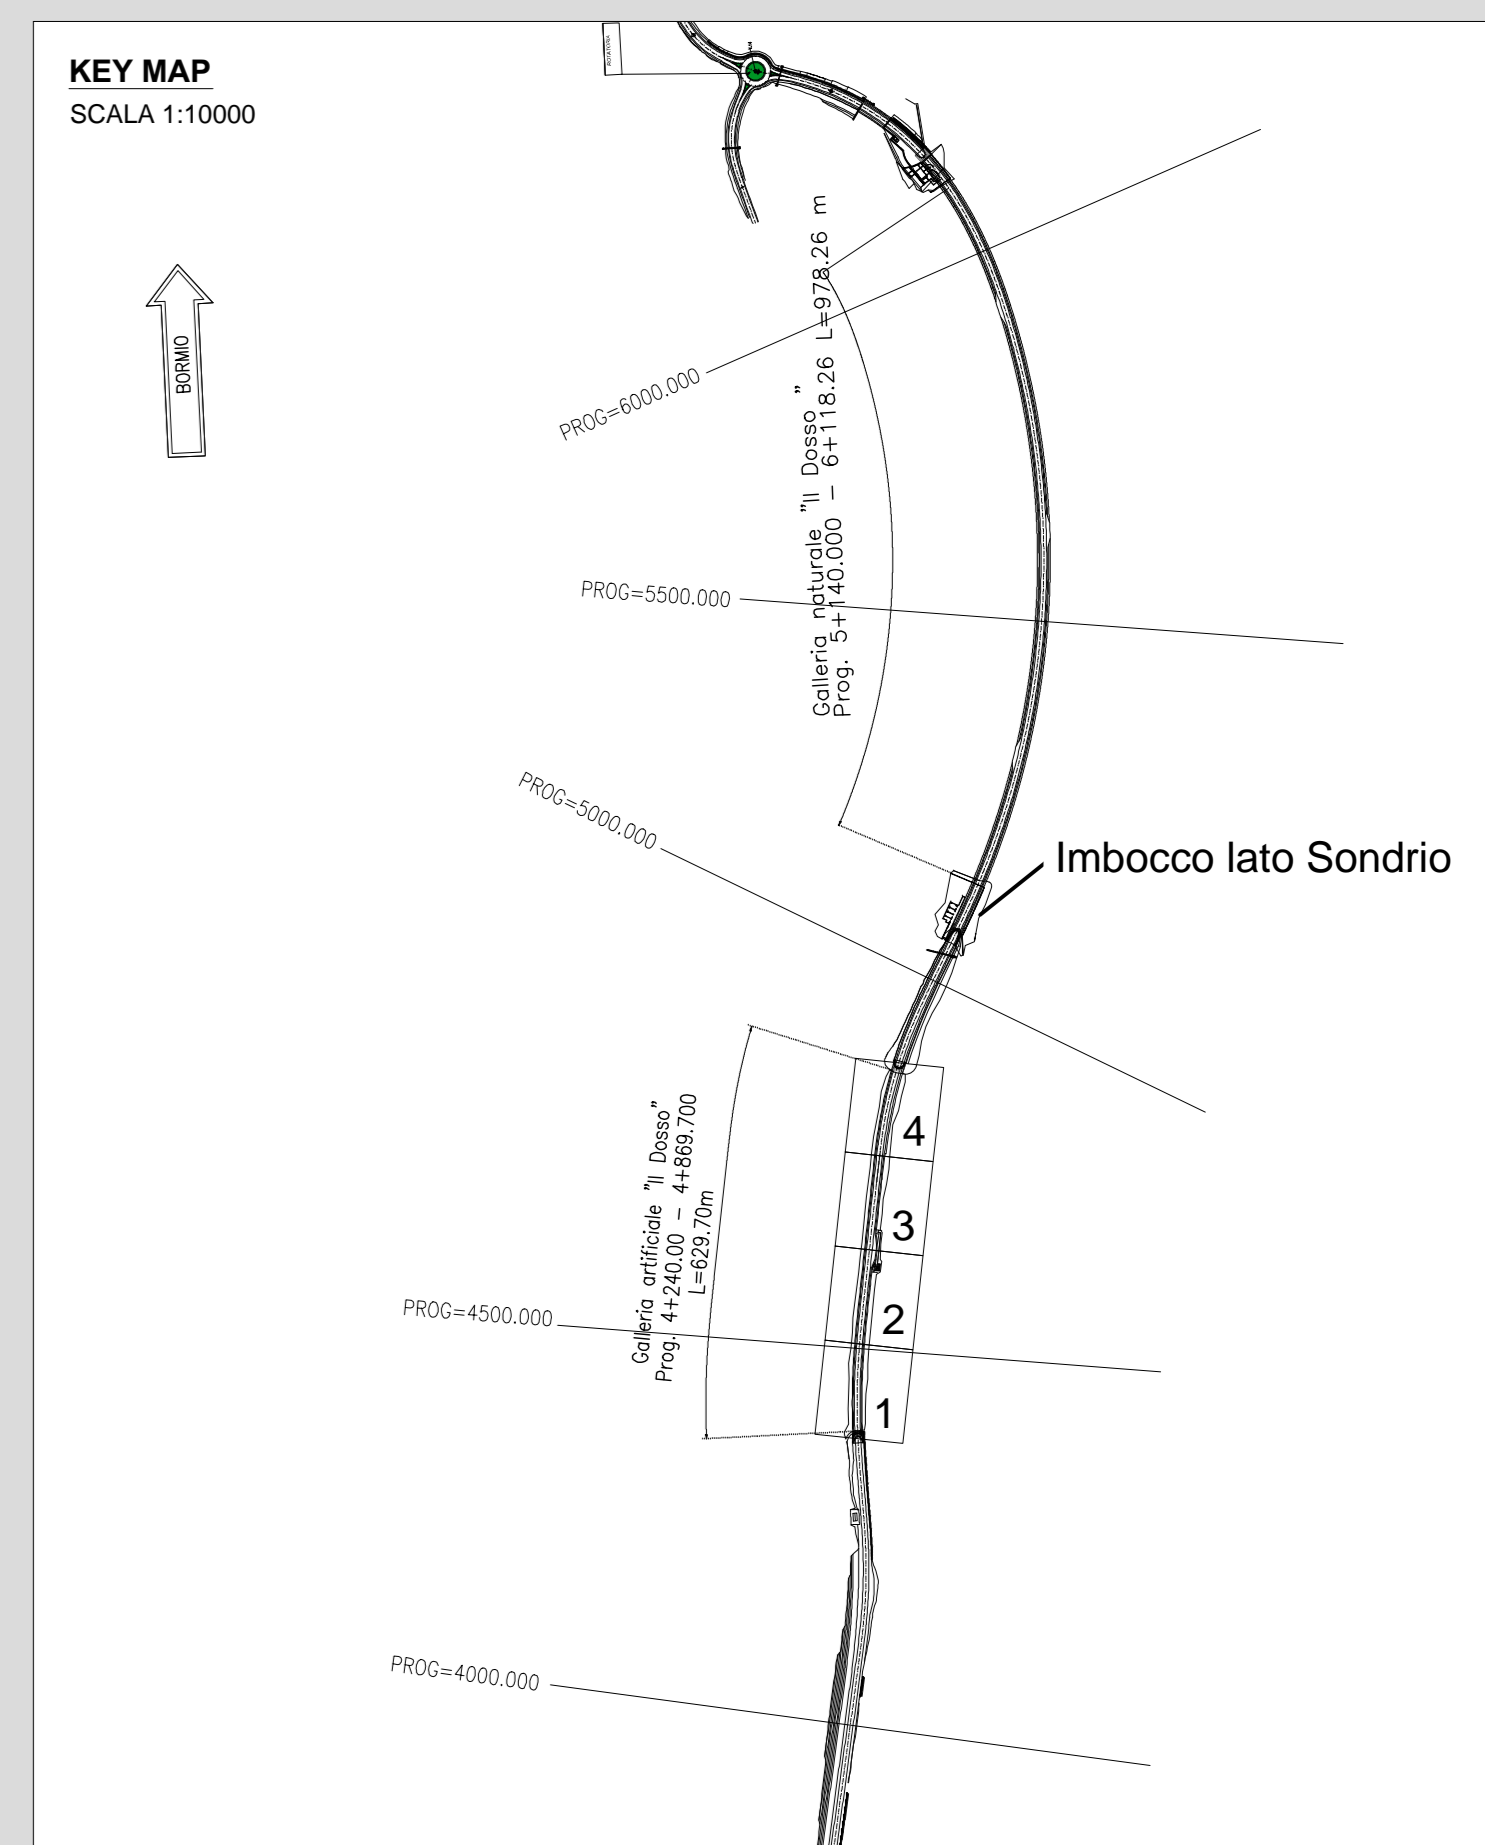 KEY MAP
SCALA 1:10000
ROTATORIA
BORMIO
PROG=6000.000
Galleria naturale "Il Dosso"
Prog. 5+140.000 - 6+118.26 L=978.26 m
PROG=5500.000
PROG=5000.000
Imbocco lato Sondrio
Galleria artificiale "Il Dosso"
Prog. 4+240.00 - 4+869.700
L=629.70m
4
3
2
1
PROG=4500.000
PROG=4000.000